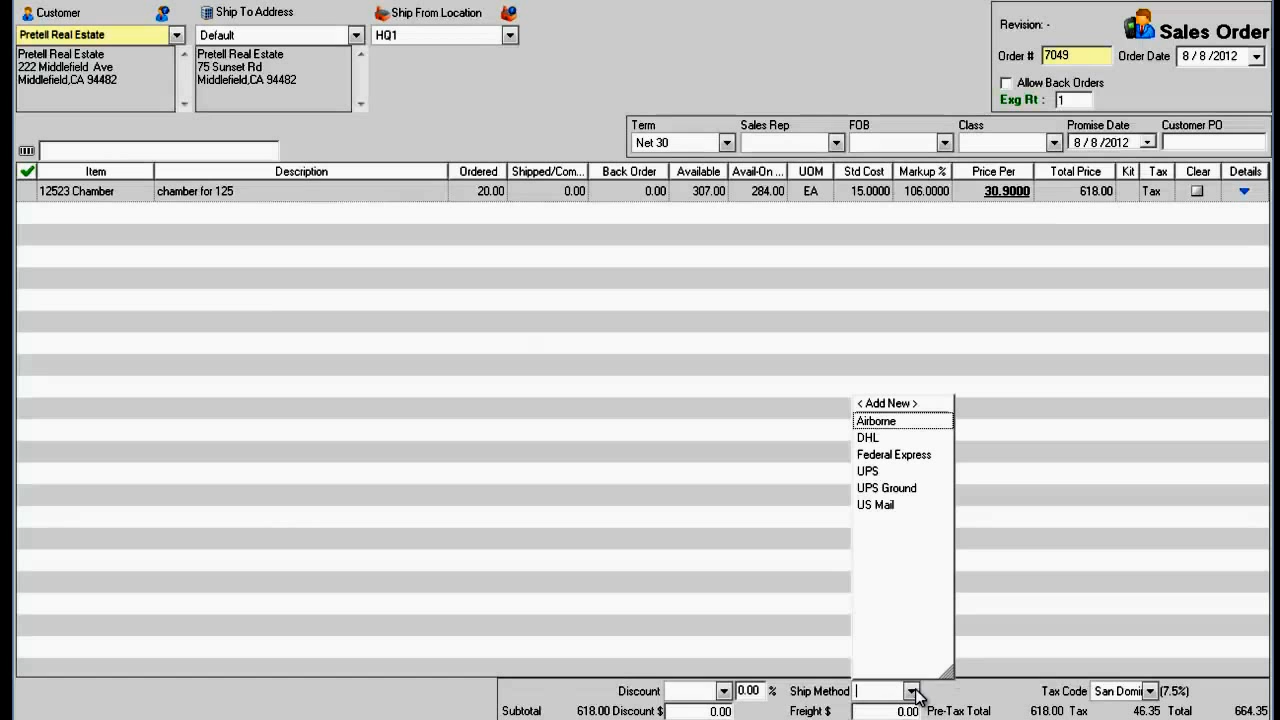 Customer
Ship To Address
Ship From Location
Pretell Real Estate
Default
HQ1
Pretell Real Estate
222 Middlefield Ave
Middlefield,CA 94482
Pretell Real Estate
75 Sunset Rd
Middlefield,CA 94482
Revision: -
Sales Order
Order # 7049 Order Date 8 / 8 /2012
Allow Back Orders
Exg Rt : 1
Term Sales Rep FOB Class Promise Date Customer PO
Net 30 8 / 8 /2012
Item Description Ordered Shipped/Com... Back Order Available Avail-On ... UOM Std Cost Markup % Price Per Total Price Kit Tax Clear Details
12523 Chamber chamber for 125 20.00 0.00 0.00 307.00 284.00 EA 15.0000 106.0000 30.9000 618.00 Tax
< Add New >
Airborne
DHL
Federal Express
UPS
UPS Ground
US Mail
Discount 0.00 % Ship Method Tax Code San Domi (7.5%)
Subtotal 618.00 Discount $ 0.00 Freight $ 0.00 Pre-Tax Total 618.00 Tax 46.35 Total 664.35